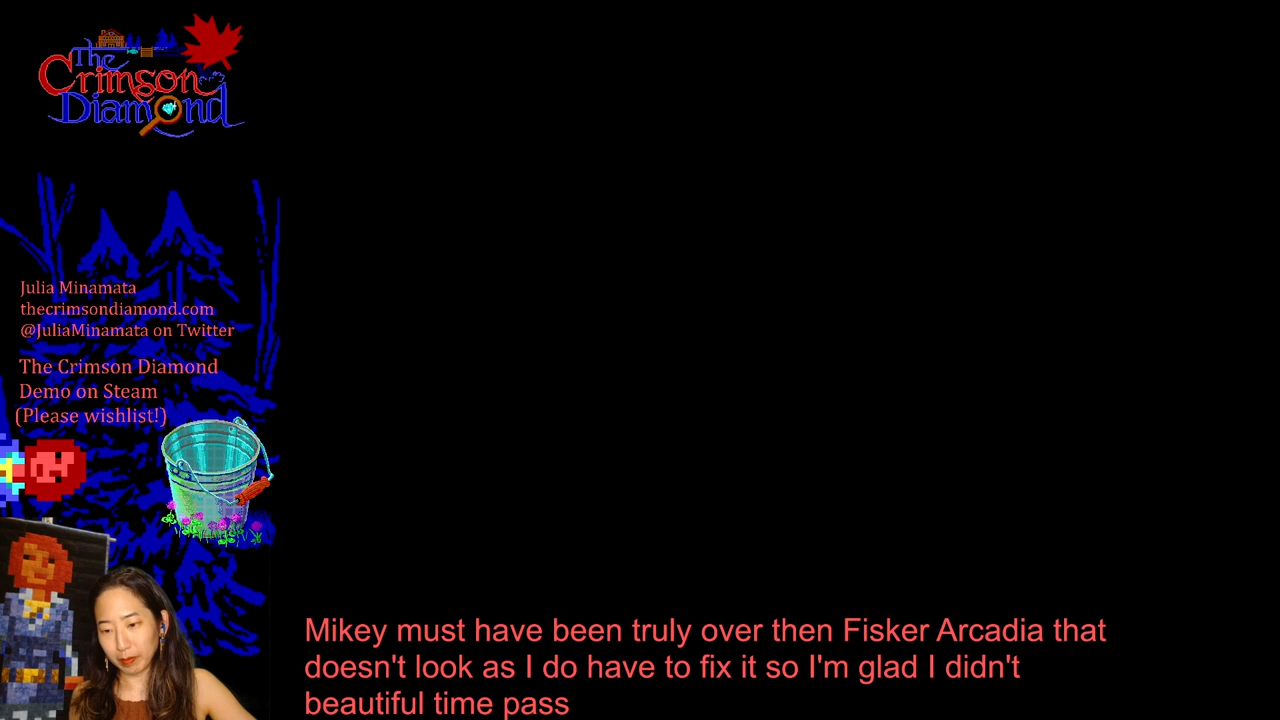 The
Crimson
Diamond
Julia Minamata
thecrimsondiamond.com
@JuliaMinamata on Twitter
The Crimson Diamond
Demo on Steam
(Please wishlist!)
Mikey must have been truly over then Fisker Arcadia that
doesn't look as I do have to fix it so I'm glad I didn't
beautiful time pass